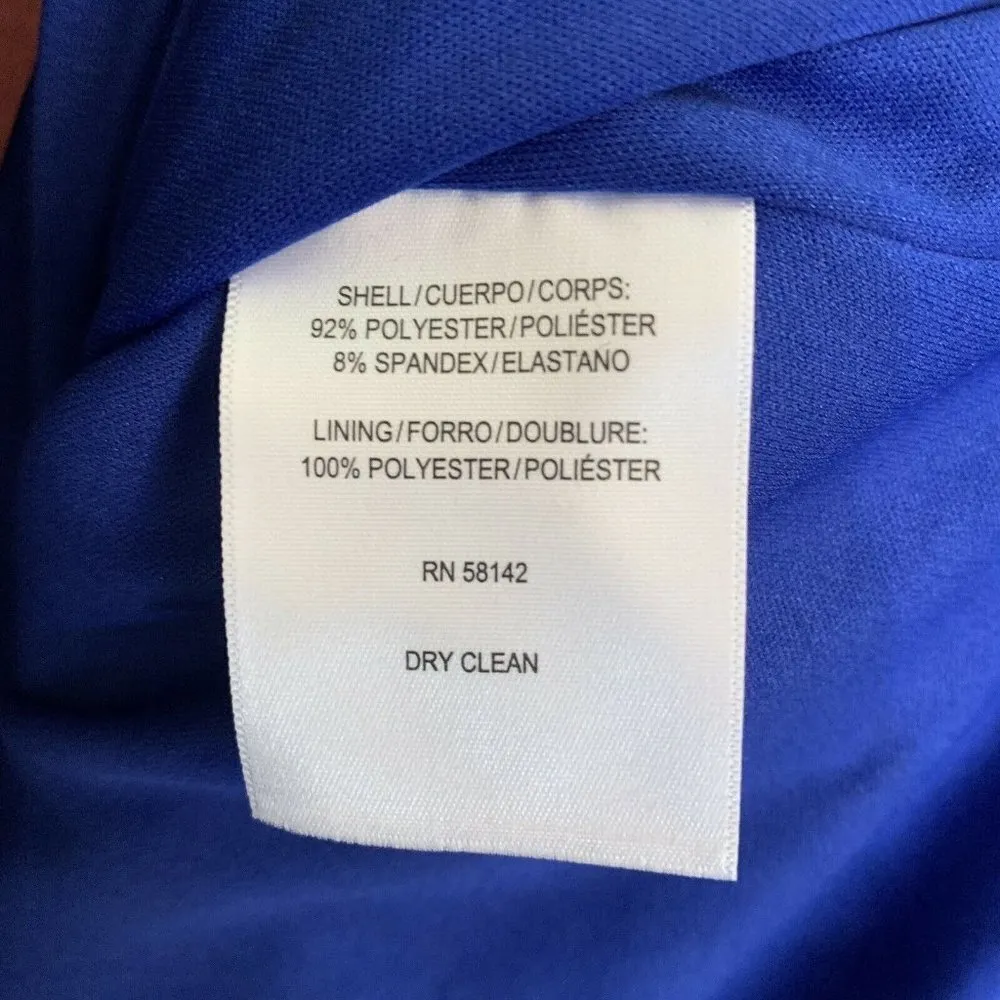 SHELL/CUERPO/CORPS:
92% POLYESTER/POLIÉSTER
8% SPANDEX/ELASTANO
LINING/FORRO/DOUBLURE:
100% POLYESTER/POLIÉSTER
RN 58142
DRY CLEAN